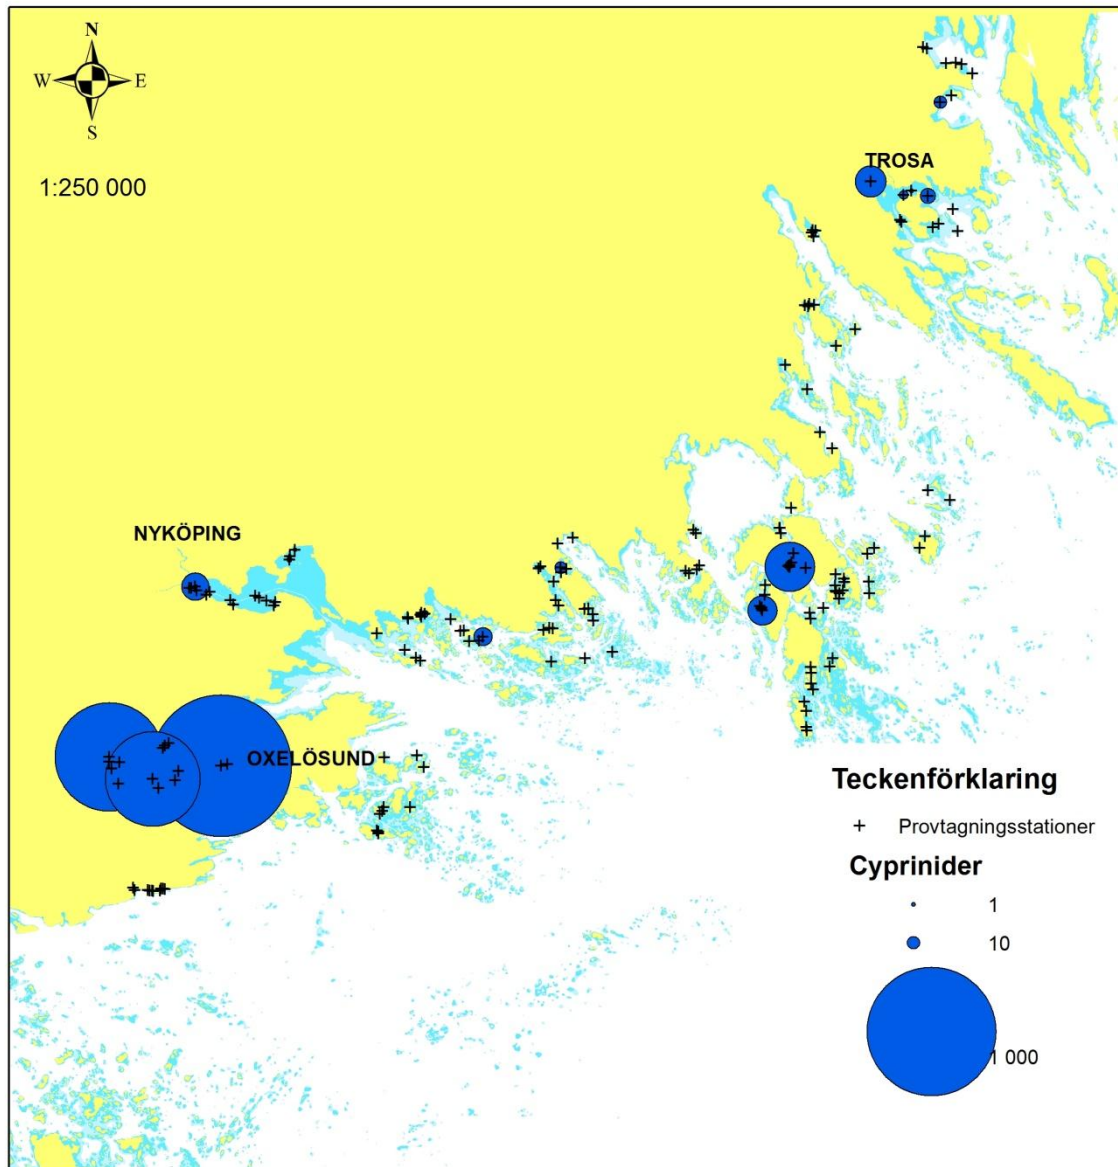 N
W E
S
1:250 000
TROSA
NYKÖPING
OXELÖSUND
Teckenförklaring
Provtagningsstationer
Cyprinider
1
10
1 000